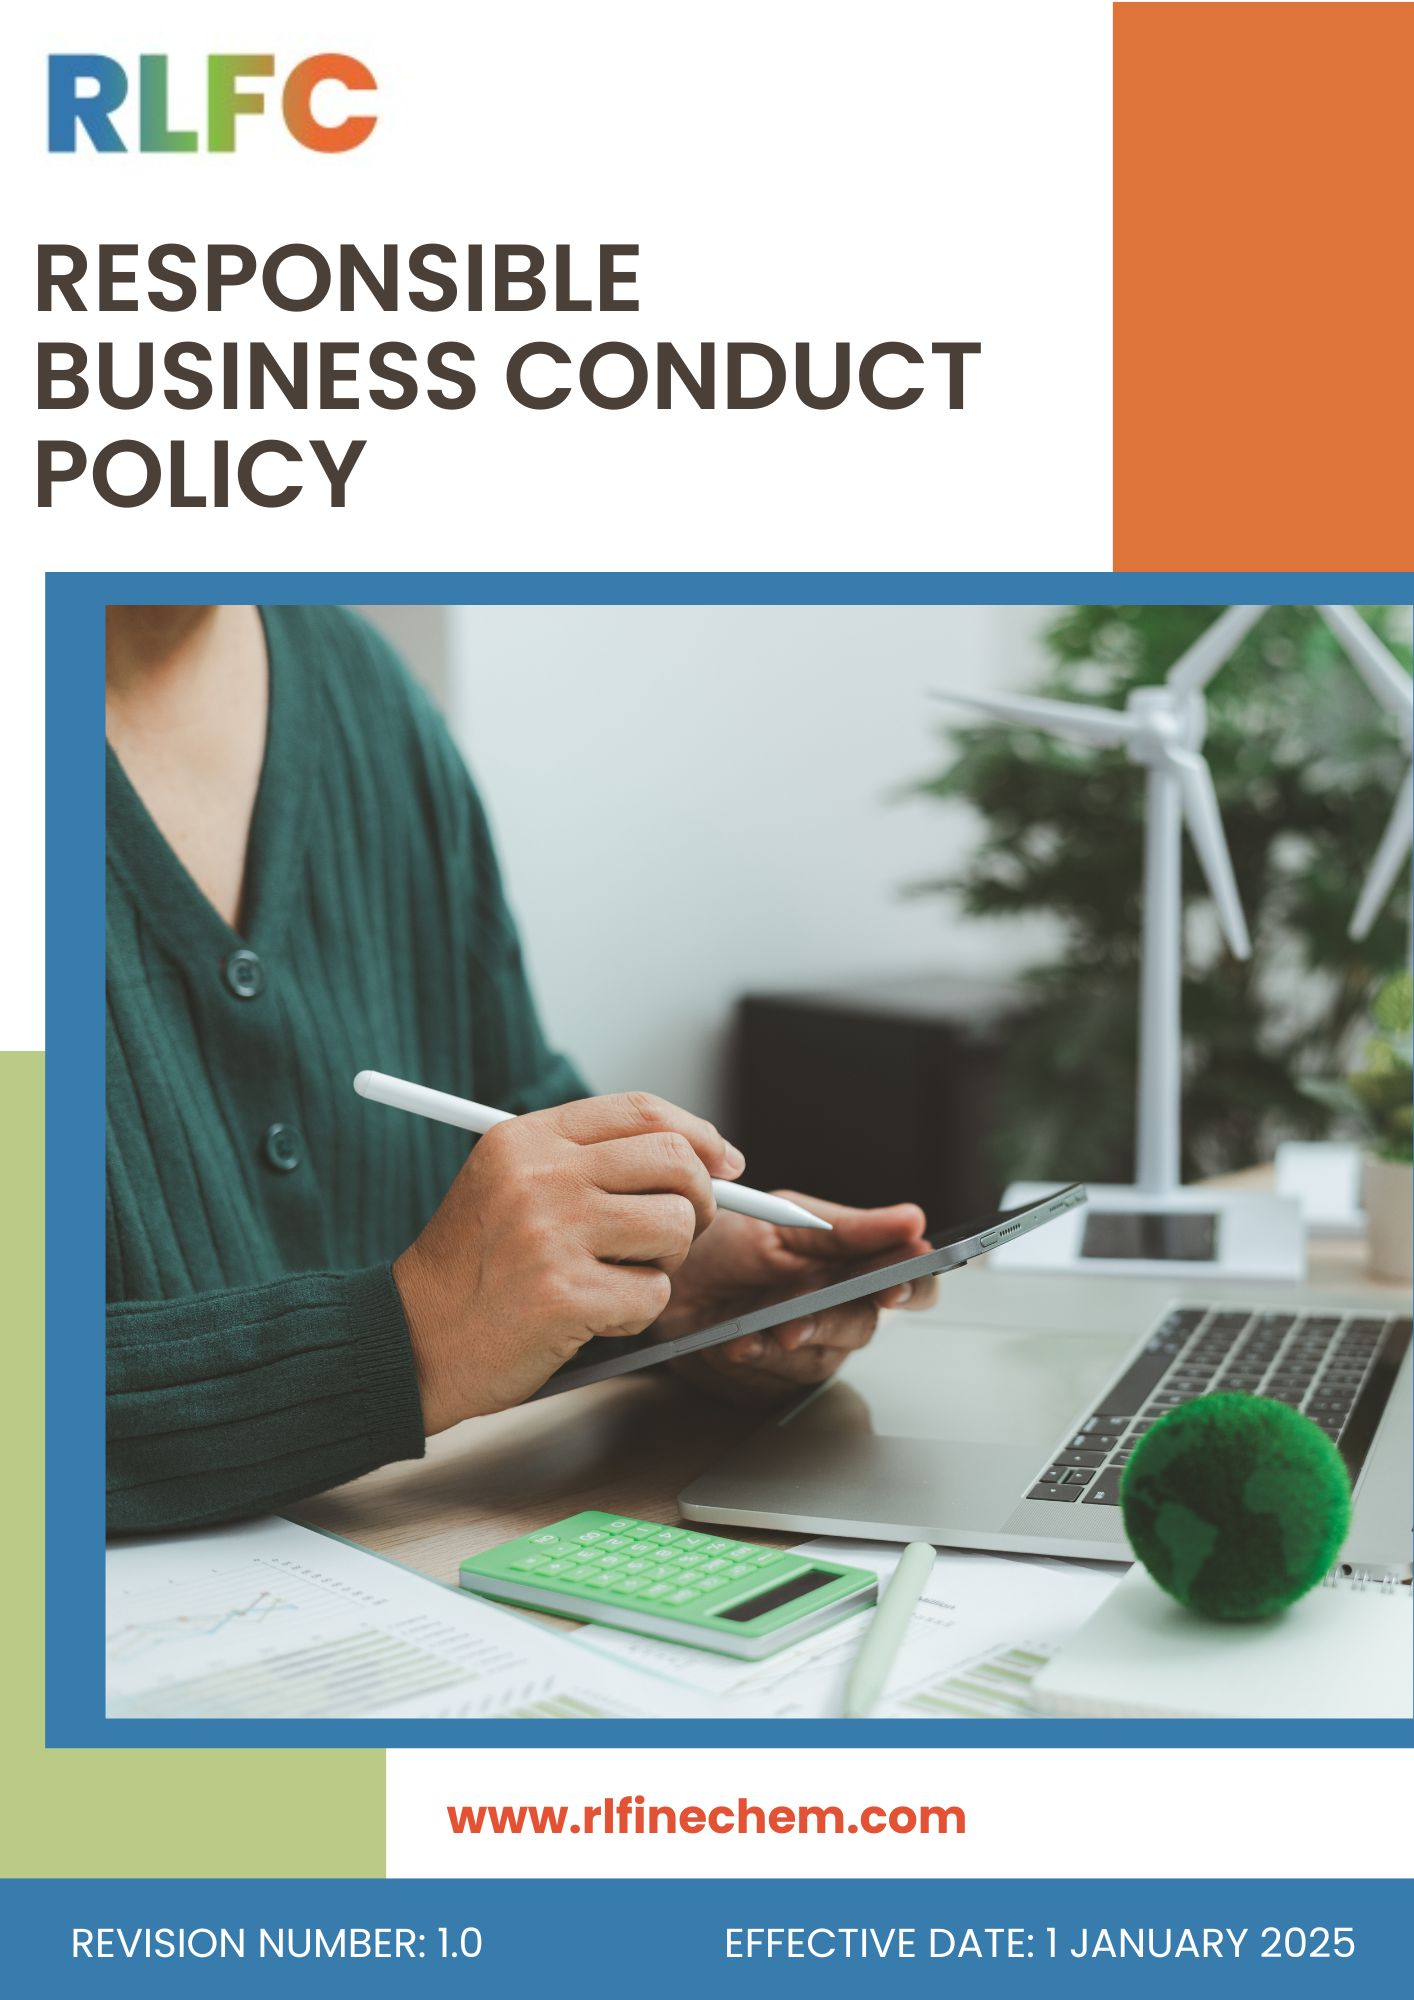 RLFC
RESPONSIBLE
BUSINESS CONDUCT
POLICY
www.rlfinechem.com
REVISION NUMBER: 1.0
EFFECTIVE DATE: 1 JANUARY 2025